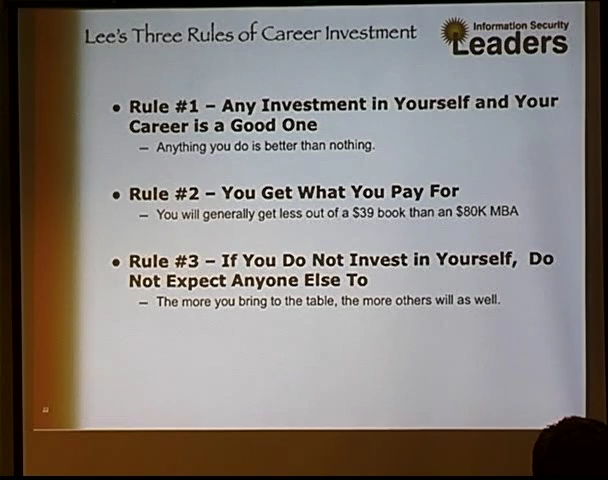 Lee's Three Rules of Career Investment
Information Security
Leaders
• Rule #1 – Any Investment in Yourself and Your
Career is a Good One
– Anything you do is better than nothing.
• Rule #2 – You Get What You Pay For
– You will generally get less out of a $39 book than an $80K MBA
• Rule #3 – If You Do Not Invest in Yourself, Do
Not Expect Anyone Else To
– The more you bring to the table, the more others will as well.